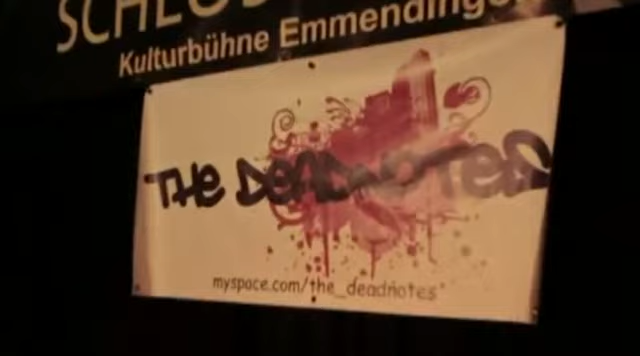 Kulturbühne Emmendingen
THE DEADNOTES
myspace.com/the_deadnotes